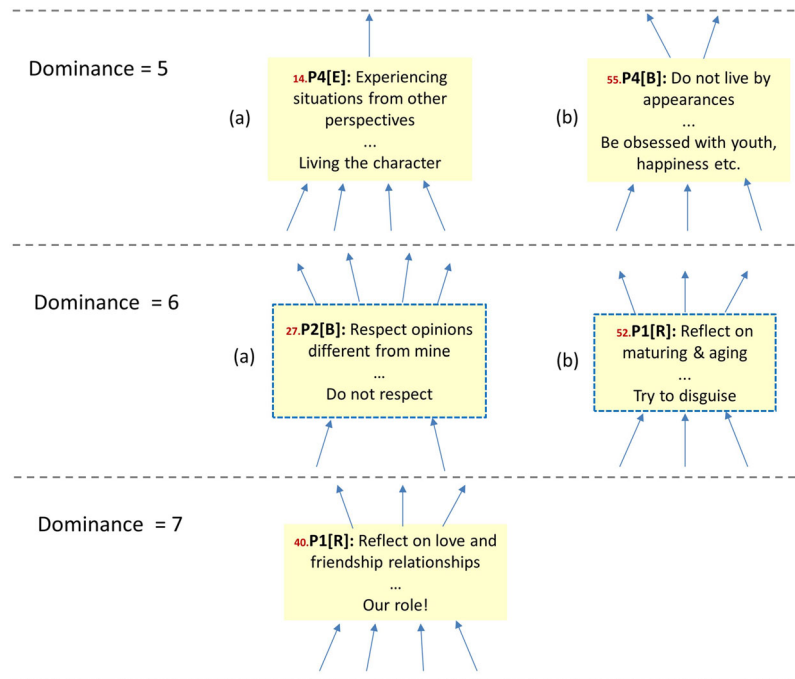 Dominance = 5
(a)
14.P4[E]: Experiencing
situations from other
perspectives
...
Living the character
(b)
55.P4[B]: Do not live by
appearances
...
Be obsessed with youth,
happiness etc.
Dominance = 6
(a)
27.P2[B]: Respect opinions
different from mine
...
Do not respect
(b)
52.P1[R]: Reflect on
maturing & aging
...
Try to disguise
Dominance = 7
40.P1[R]: Reflect on love and
friendship relationships
...
Our role!